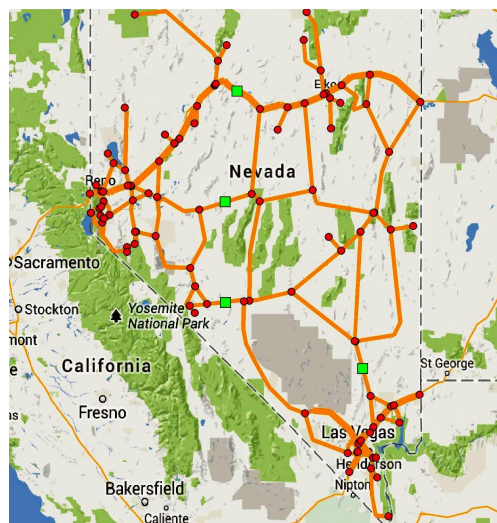 Elko
Nevada
Reno
Sacramento
Stockton
Yosemite
National Park
mont
California
St George
Fresno
as
Las Vegas
Henderson
Nipton
Bakersfield
Caliente